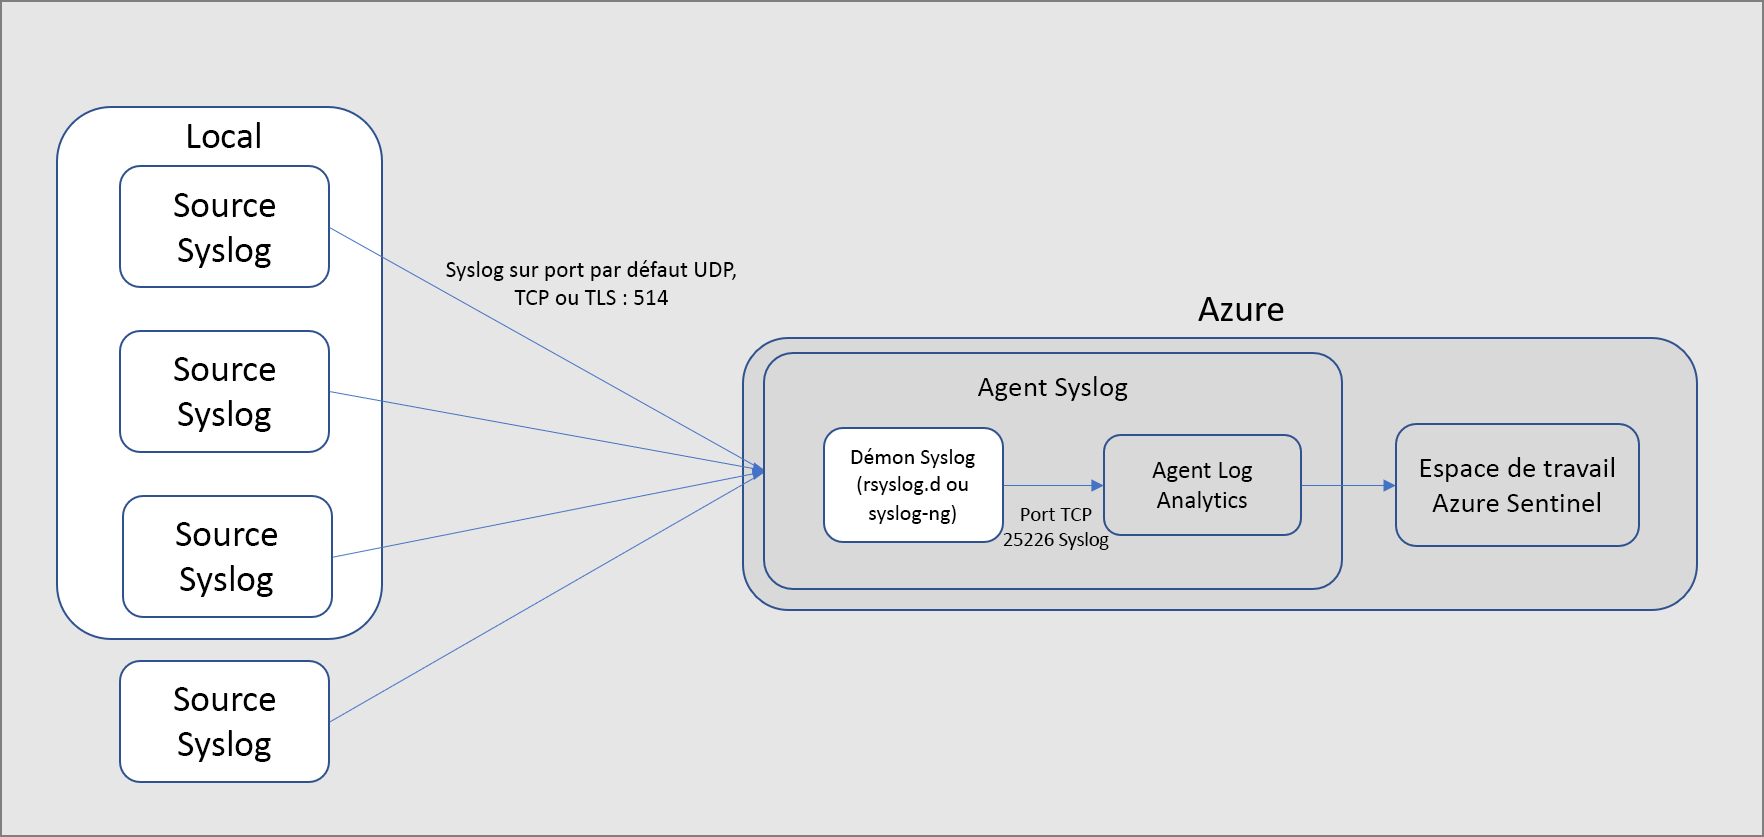 Local
Source
Syslog
Source
Syslog
Source
Syslog
Source
Syslog
Syslog sur port par défaut UDP,
TCP ou TLS : 514
Azure
Agent Syslog
Démon Syslog
(rsyslog.d ou
syslog-ng)
Port TCP
25226 Syslog
Agent Log
Analytics
Espace de travail
Azure Sentinel